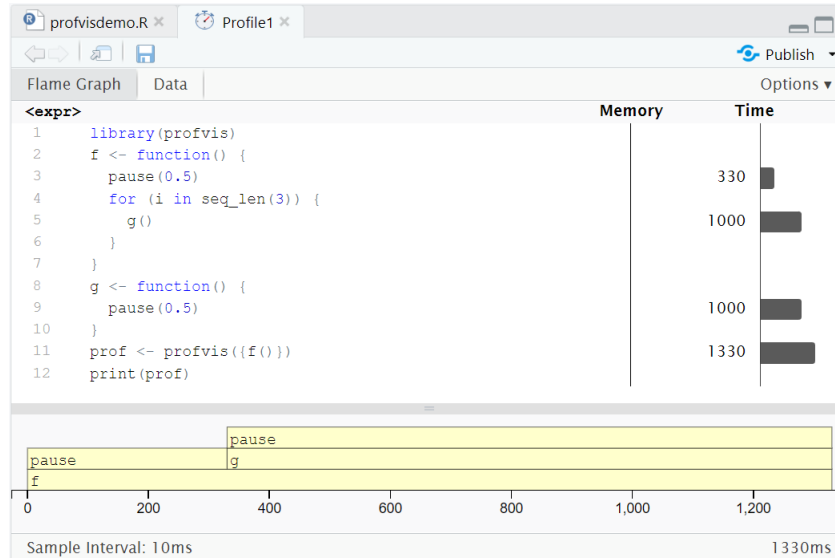 profvisdemo.R × Profile1 ×
Publish
Flame Graph Data Options
<expr> Memory Time
1 library(profvis)
2 f <- function() {
3 pause(0.5) 330
4 for (i in seq_len(3)) {
5 g() 1000
6 }
7 }
8 g <- function() {
9 pause(0.5) 1000
10 }
11 prof <- profvis({f()}) 1330
12 print(prof)
pause
pause g
f
0 200 400 600 800 1,000 1,200
Sample Interval: 10ms 1330ms